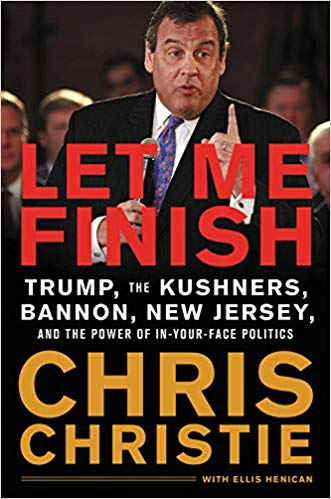 LET ME
FINISH
TRUMP, THE KUSHNERS,
BANNON, NEW JERSEY,
AND THE POWER OF IN-YOUR-FACE POLITICS
CHRIS
CHRISTIE
WITH ELLIS HENICAN